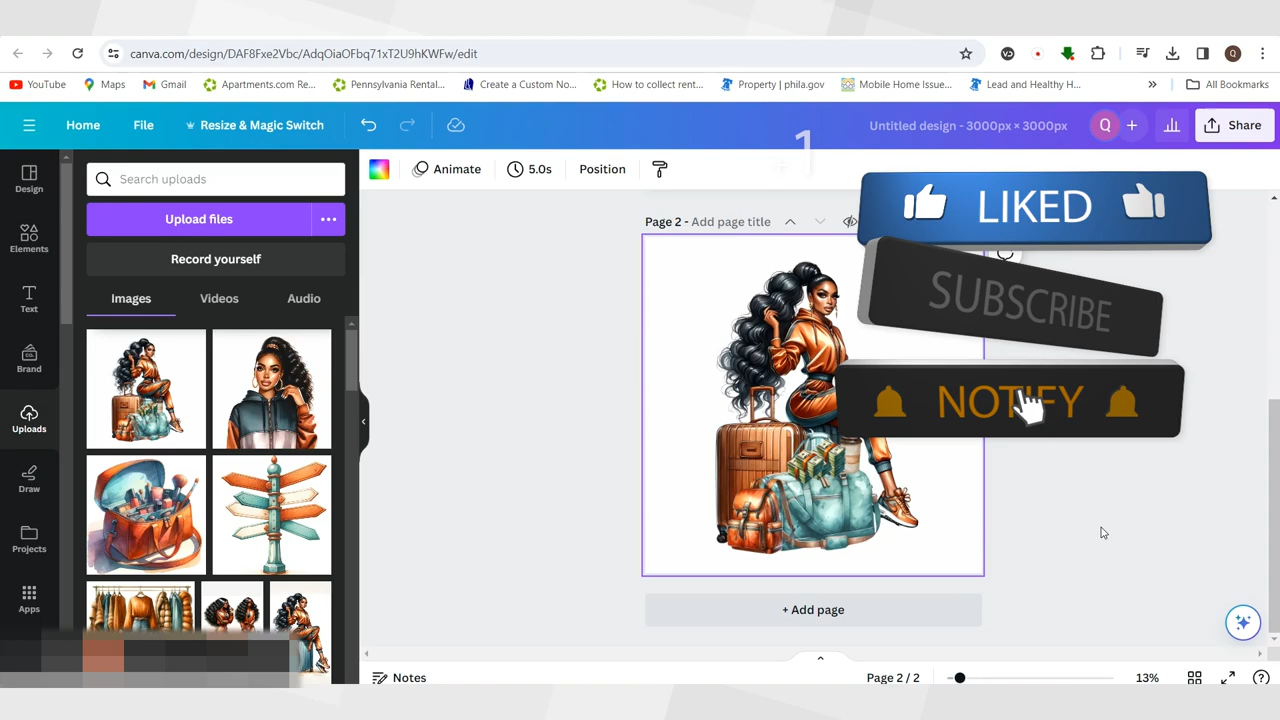 canva.com/design/DAF8Fxe2Vbc/AdqOiaOFbq71xT2U9hKWFw/edit
YouTube Maps Gmail Apartments.com Re... Pennsylvania Rental... Create a Custom No... How to collect rent... Property | phila.gov Mobile Home Issue... Lead and Healthy H... » All Bookmarks
Home File Resize & Magic Switch Untitled design - 3000px × 3000px Q + Share
1
Design
Elements
Text
Brand
Uploads
Draw
Projects
Apps
Search uploads
Upload files
Record yourself
Images Videos Audio
Animate 5.0s Position
Page 2 - Add page title
LIKED
SUBSCRIBE
NOTIFY
+ Add page
Notes Page 2 / 2 13%